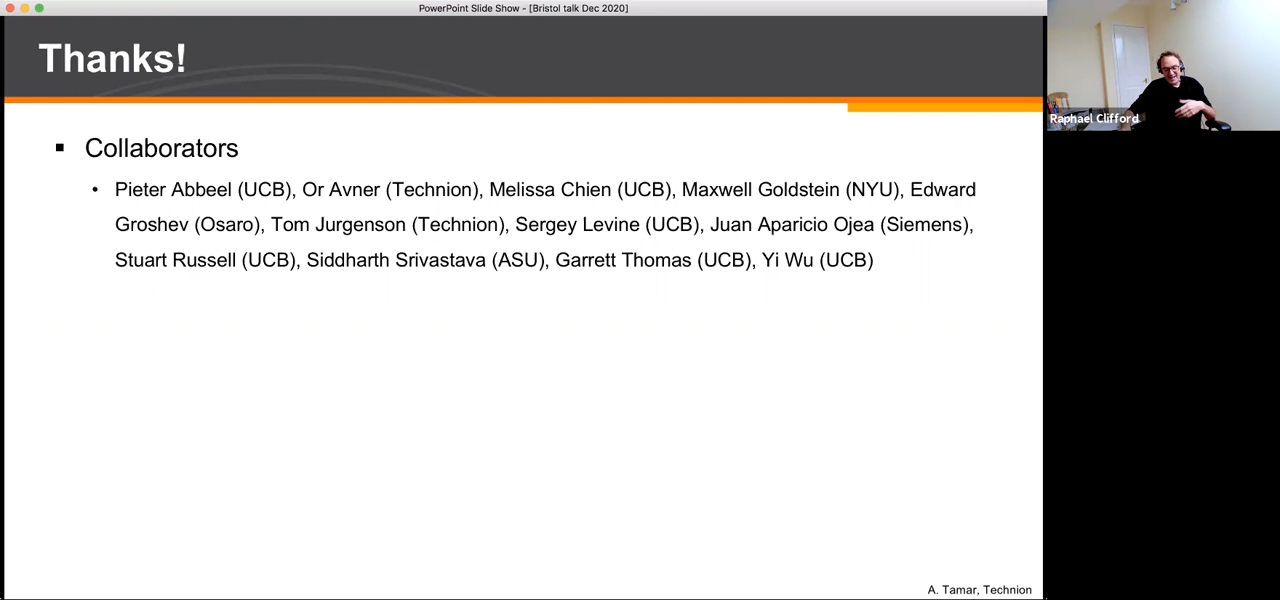 PowerPoint Slide Show - [Bristol talk Dec 2020]
Thanks!
Raphael Clifford
▪ Collaborators
• Pieter Abbeel (UCB), Or Avner (Technion), Melissa Chien (UCB), Maxwell Goldstein (NYU), Edward
Groshev (Osaro), Tom Jurgenson (Technion), Sergey Levine (UCB), Juan Aparicio Ojea (Siemens),
Stuart Russell (UCB), Siddharth Srivastava (ASU), Garrett Thomas (UCB), Yi Wu (UCB)
A. Tamar, Technion